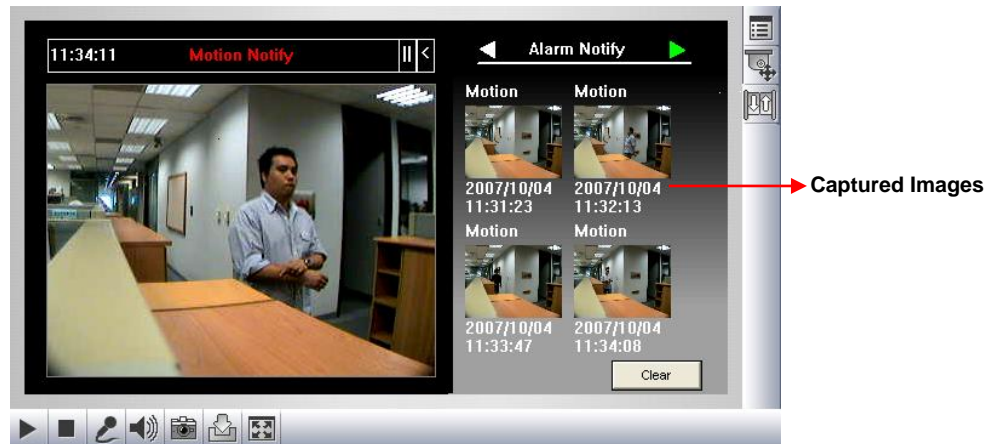 11:34:11 Motion Notify || <
Alarm Notify
Motion Motion
2007/10/04 2007/10/04
11:31:23 11:32:13
Captured Images
Motion Motion
2007/10/04 2007/10/04
11:33:47 11:34:08
Clear